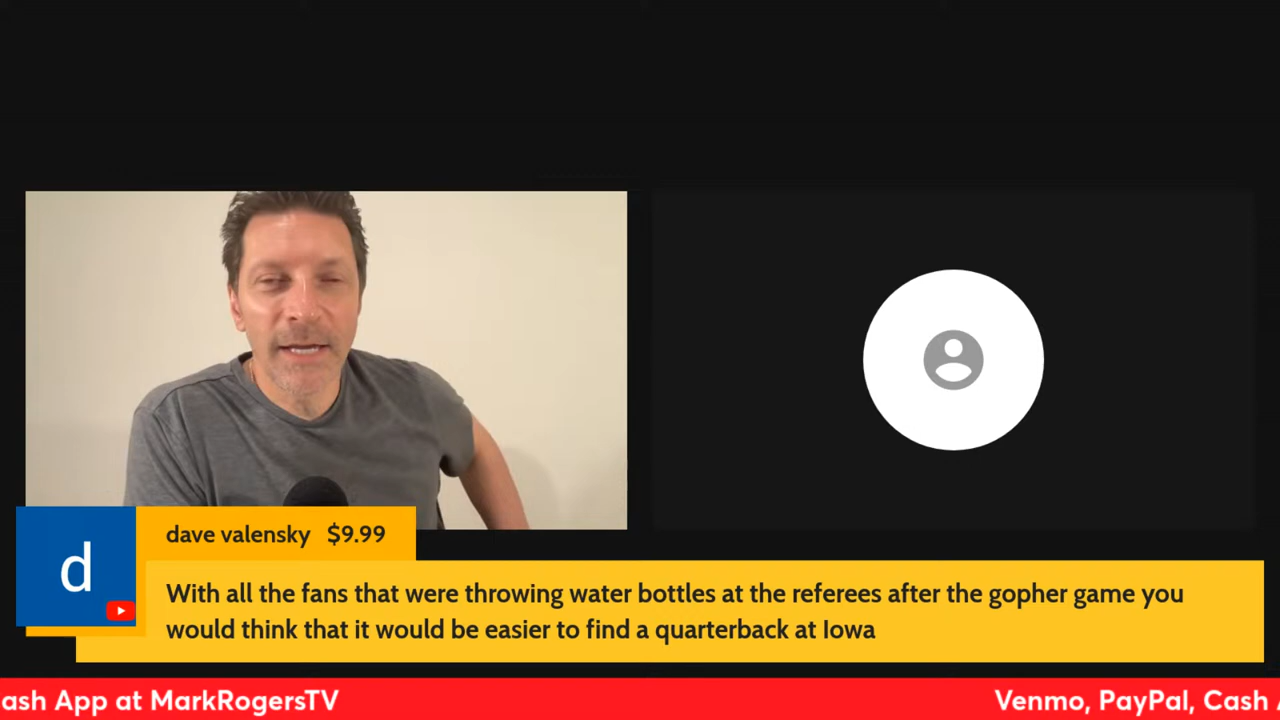 d
dave valensky $9.99
With all the fans that were throwing water bottles at the referees after the gopher game you
would think that it would be easier to find a quarterback at Iowa
ash App at MarkRogersTV Venmo, PayPal, Cash